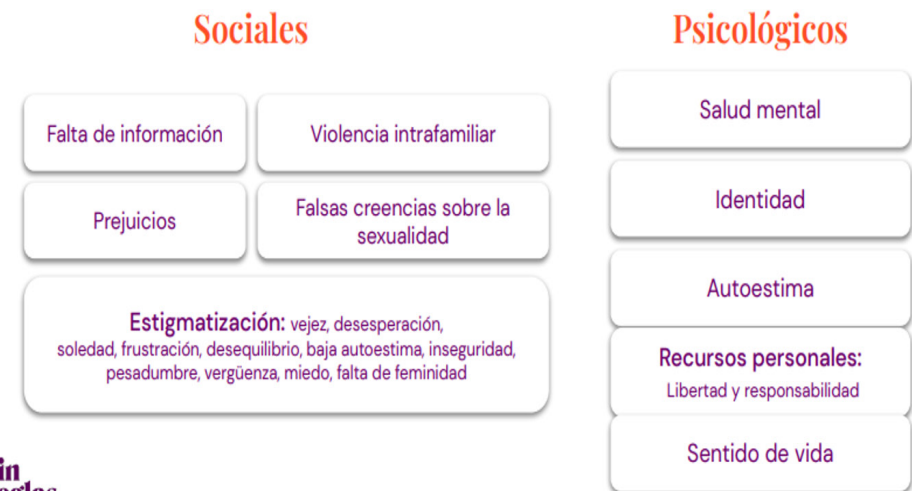 Sociales
Falta de información
Violencia intrafamiliar
Prejuicios
Falsas creencias sobre la
sexualidad
Estigmatización: vejez, desesperación,
soledad, frustración, desequilibrio, baja autoestima, inseguridad,
pesadumbre, vergüenza, miedo, falta de feminidad
Psicológicos
Salud mental
Identidad
Autoestima
Recursos personales:
Libertad y responsabilidad
Sentido de vida
in